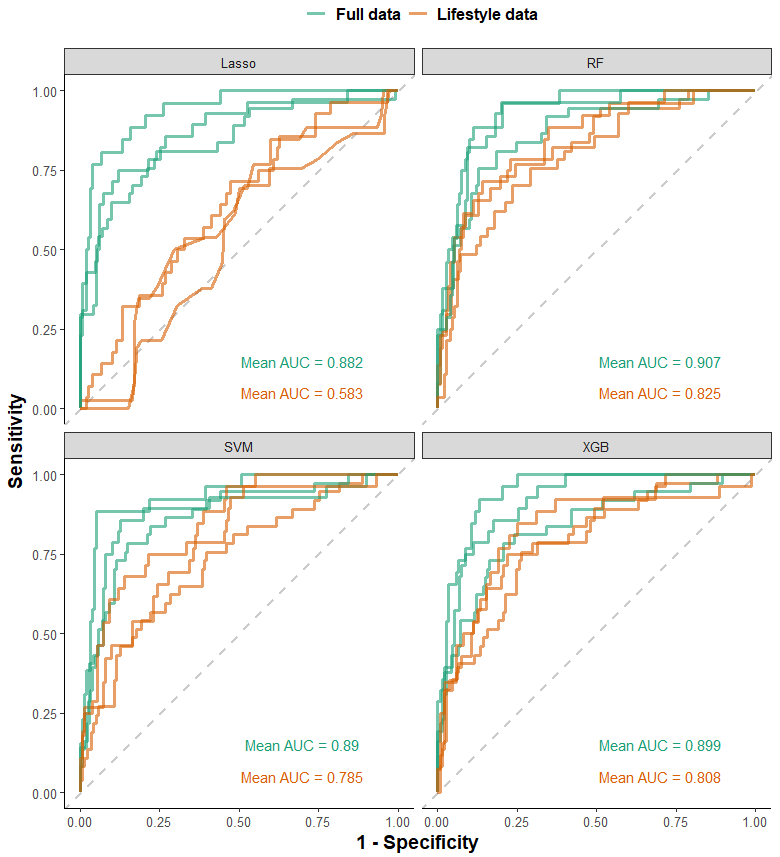 Full data Lifestyle data
Lasso RF
1.00
0.75
0.50
0.25
0.00
Mean AUC = 0.882
Mean AUC = 0.583
Mean AUC = 0.907
Mean AUC = 0.825
Sensitivity
SVM XGB
1.00
0.75
0.50
0.25
0.00
Mean AUC = 0.89
Mean AUC = 0.785
Mean AUC = 0.899
Mean AUC = 0.808
0.00 0.25 0.50 0.75 1.00 0.00 0.25 0.50 0.75 1.00
1 - Specificity